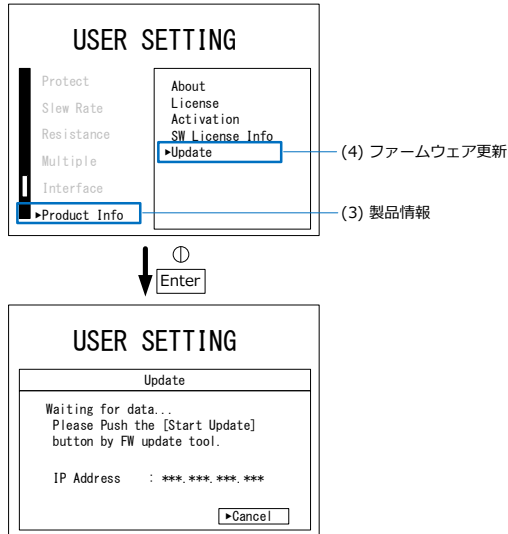 USER SETTING
Protect
Slew Rate
Resistance
Multiple
Interface
▶Product Info
About
License
Activation
SW License Info
▶Update
(4) ファームウェア更新
(3) 製品情報
Enter
USER SETTING
Update
Waiting for data...
Please Push the [Start Update]
button by FW update tool.
IP Address : ***.***.***.***
▶Cancel